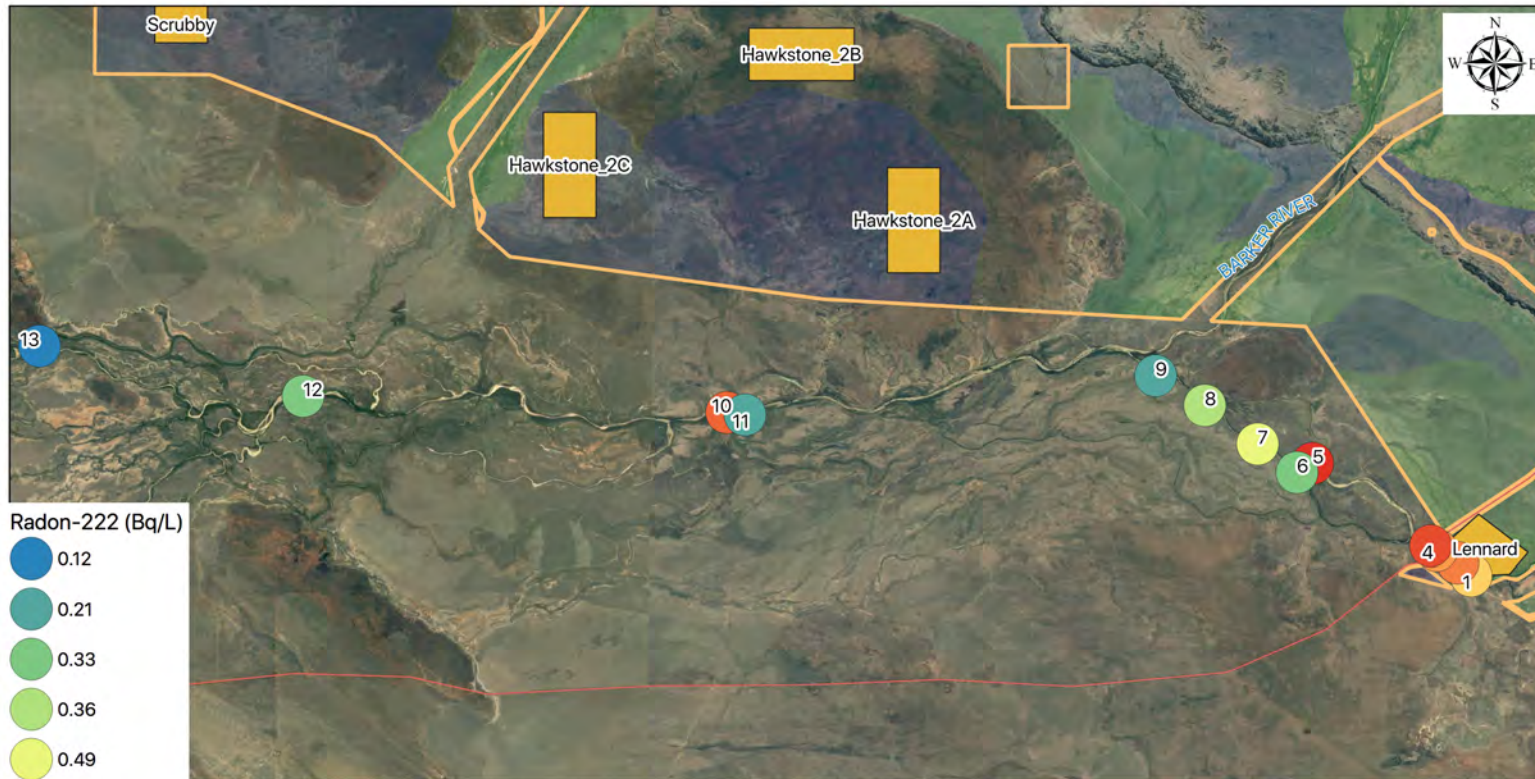 Scrubby
Hawkstone_2B
N
W
E
S
Hawkstone_2C
Hawkstone_2A
BARKER RIVER
13
12
10
11
9
8
7
5
6
4
Lennard
1
Radon-222 (Bq/L)
0.12
0.21
0.33
0.36
0.49